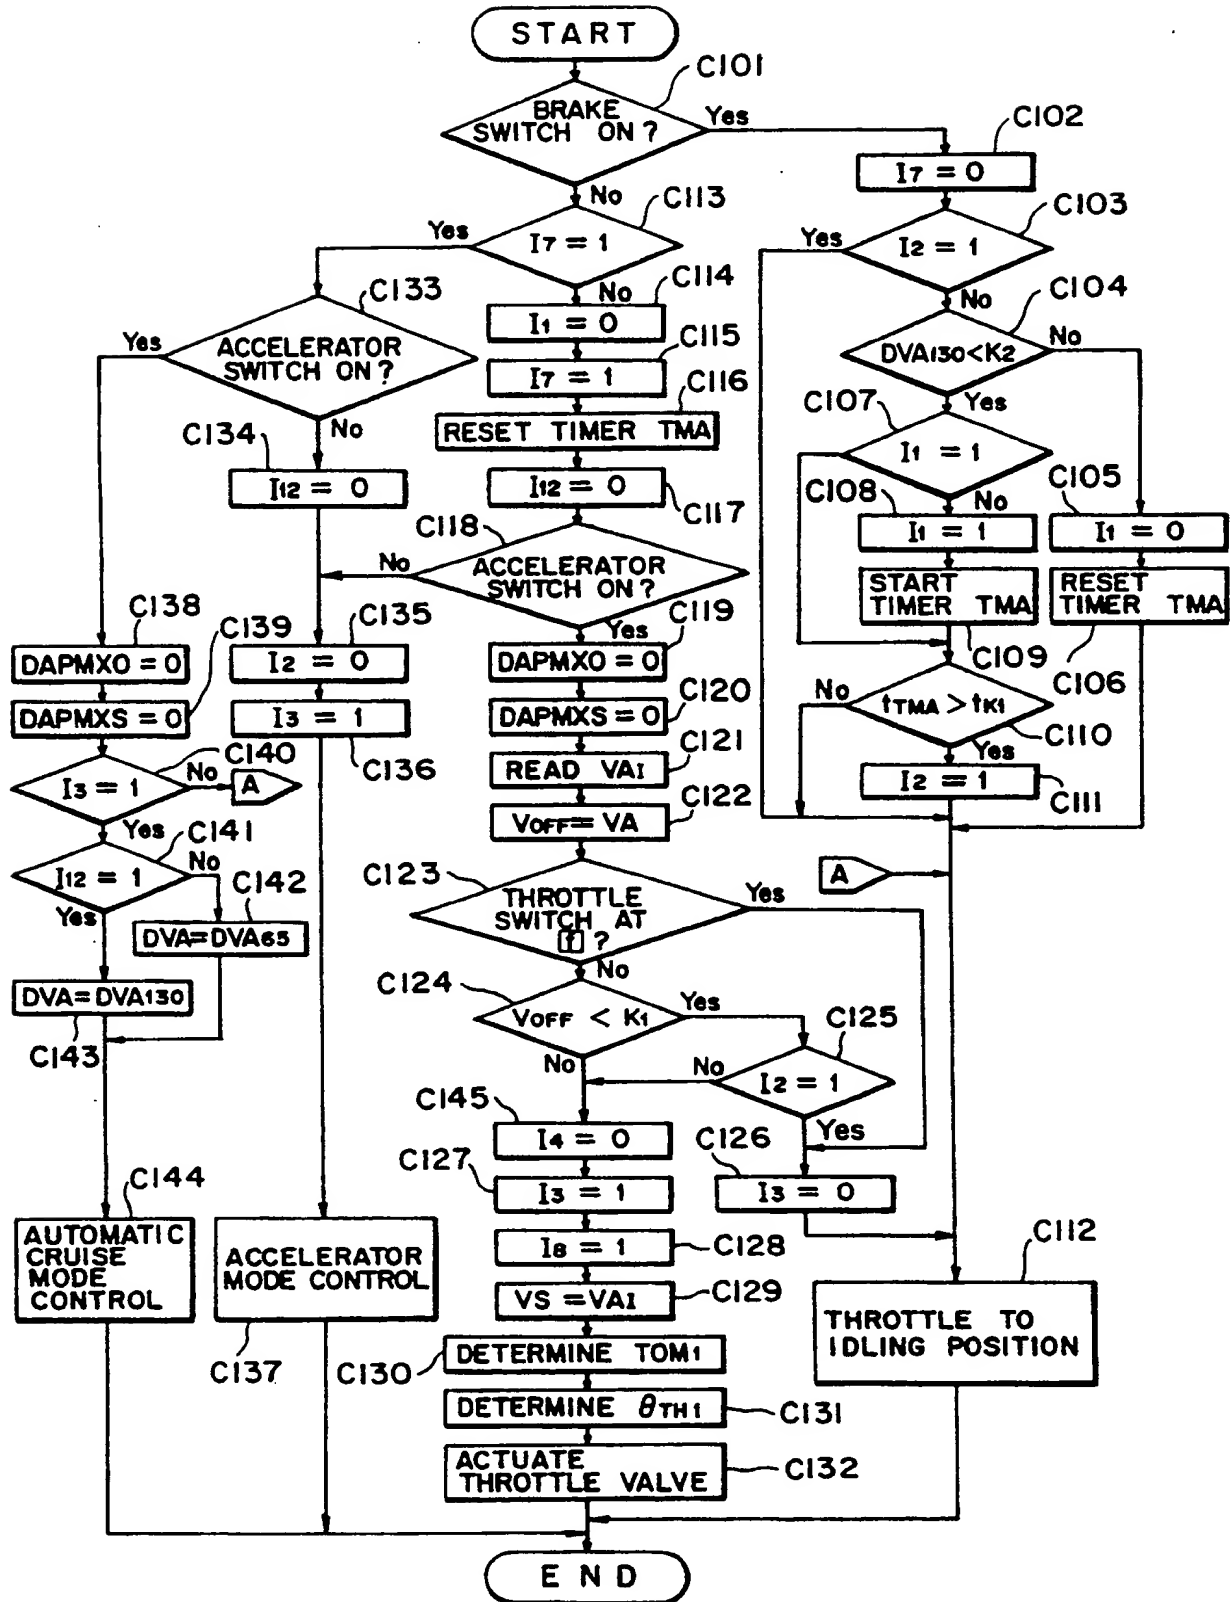 START
C101
BRAKE
SWITCH ON ?
Yes
C102
I7 = 0
No
C113
C103
Yes
I7 = 1
Yes
I2 = 1
C133
No
C114
No
C104
I1 = 0
Yes
ACCELERATOR
SWITCH ON ?
C115
DVA130<K2
No
I7 = 1
C116
C107
Yes
No
RESET TIMER TMA
C134
I1 = 1
I12 = 0
I12 = 0
C117
C108
No
C105
C118
I1 = 1
I1 = 0
No
ACCELERATOR
SWITCH ON ?
START
TIMER TMA
RESET
TIMER TMA
C138
C139
C135
Yes
C119
DAPMXO = 0
I2 = 0
DAPMXO = 0
C109
C106
C120
No
DAPMXS = 0
I3 = 1
DAPMXS = 0
tTMA > tK1
C140
C136
C121
C110
I3 = 1
No
A
READ VAI
Yes
C122
I2 = 1
C111
Yes
C141
VOFF = VA
No
C123
I12 = 1
C142
THROTTLE
SWITCH AT
f ?
Yes
A
Yes
DVA=DVA65
No
DVA=DVA130
C124
Yes
C125
VOFF < K1
C143
No
No
I2 = 1
C145
Yes
I4 = 0
C126
C127
C144
I3 = 1
I3 = 0
AUTOMATIC
CRUISE
MODE
CONTROL
ACCELERATOR
MODE CONTROL
I8 = 1
C128
C112
VS = VAI
C129
THROTTLE TO
IDLING POSITION
C137
C130
DETERMINE TOM1
DETERMINE θTH1
C131
ACTUATE
THROTTLE VALVE
C132
END